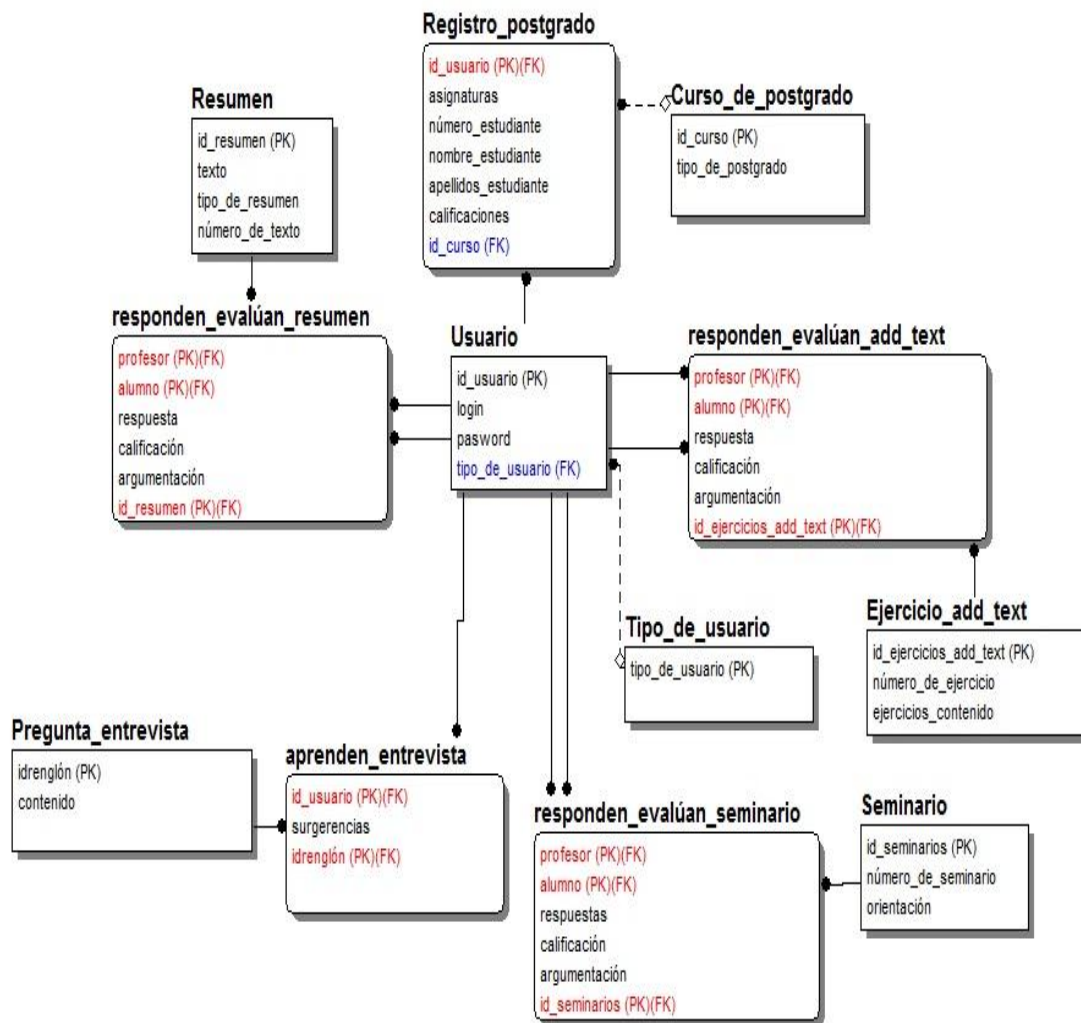 Registro_postgrado
id_usuario (PK)(FK)
asignaturas
número_estudiante
nombre_estudiante
apellidos_estudiante
calificaciones
id_curso (FK)
Curso_de_postgrado
id_curso (PK)
tipo_de_postgrado
Resumen
id_resumen (PK)
texto
tipo_de_resumen
número_de_texto
responden_evalúan_resumen
profesor (PK)(FK)
alumno (PK)(FK)
respuesta
calificación
argumentación
id_resumen (PK)(FK)
Usuario
id_usuario (PK)
login
pasword
tipo_de_usuario (FK)
responden_evalúan_add_text
profesor (PK)(FK)
alumno (PK)(FK)
respuesta
calificación
argumentación
id_ejercicios_add_text (PK)(FK)
Ejercicio_add_text
id_ejercicios_add_text (PK)
número_de_ejercicio
ejercicios_contenido
Tipo_de_usuario
tipo_de_usuario (PK)
Pregunta_entrevista
idrenglón (PK)
contenido
aprenden_entrevista
id_usuario (PK)(FK)
surgerencias
idrenglón (PK)(FK)
responden_evalúan_seminario
profesor (PK)(FK)
alumno (PK)(FK)
respuestas
calificación
argumentación
id_seminarios (PK)(FK)
Seminario
id_seminarios (PK)
número_de_seminario
orientación